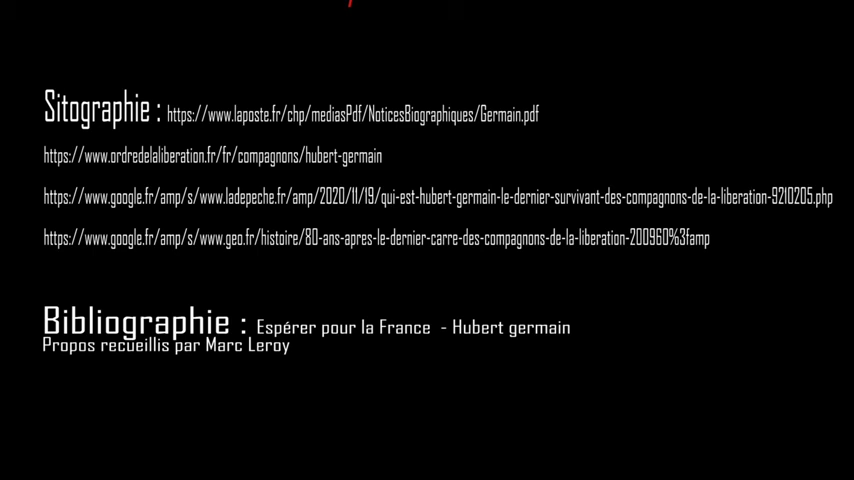 Sitographie : https://www.laposte.fr/chp/mediasPdf/NoticesBiographiques/Germain.pdf
https://www.ordredelaliberation.fr/fr/compagnons/hubert-germain
https://www.google.fr/amp/s/www.ladepeche.fr/amp/2020/11/19/qui-est-hubert-germain-le-dernier-survivant-des-compagnons-de-la-liberation-9210205.php
https://www.google.fr/amp/s/www.geo.fr/histoire/80-ans-apres-le-dernier-carre-des-compagnons-de-la-liberation-200960%3famp
Bibliographie : Espérer pour la France - Hubert germain
Propos recueillis par Marc Leroy